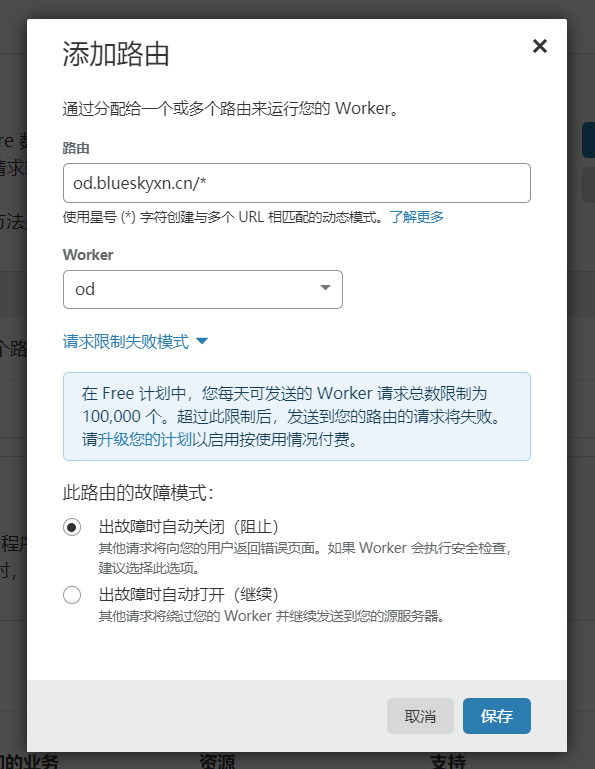 添加路由
×
通过分配给一个或多个路由来运行您的 Worker。
re 数
路由
请求
od.blueskyxn.cn/*
方法
使用星号 (*) 字符创建与多个 URL 相匹配的动态模式。了解更多
Worker
od
请求限制失败模式
个路
在 Free 计划中，您每天可发送的 Worker 请求总数限制为
100,000 个。超过此限制后，发送到您的路由的请求将失败。
请升级您的计划以启用按使用情况付费。
此路由的故障模式：
出故障时自动关闭（阻止）
其他请求将向您的用户返回错误页面。如果 Worker 会执行安全检查，
程序
建议选择此选项。
时，
出故障时自动打开（继续）
其他请求将绕过您的 Worker 并继续发送到您的源服务器。
取消
保存
的业务
资源
支持